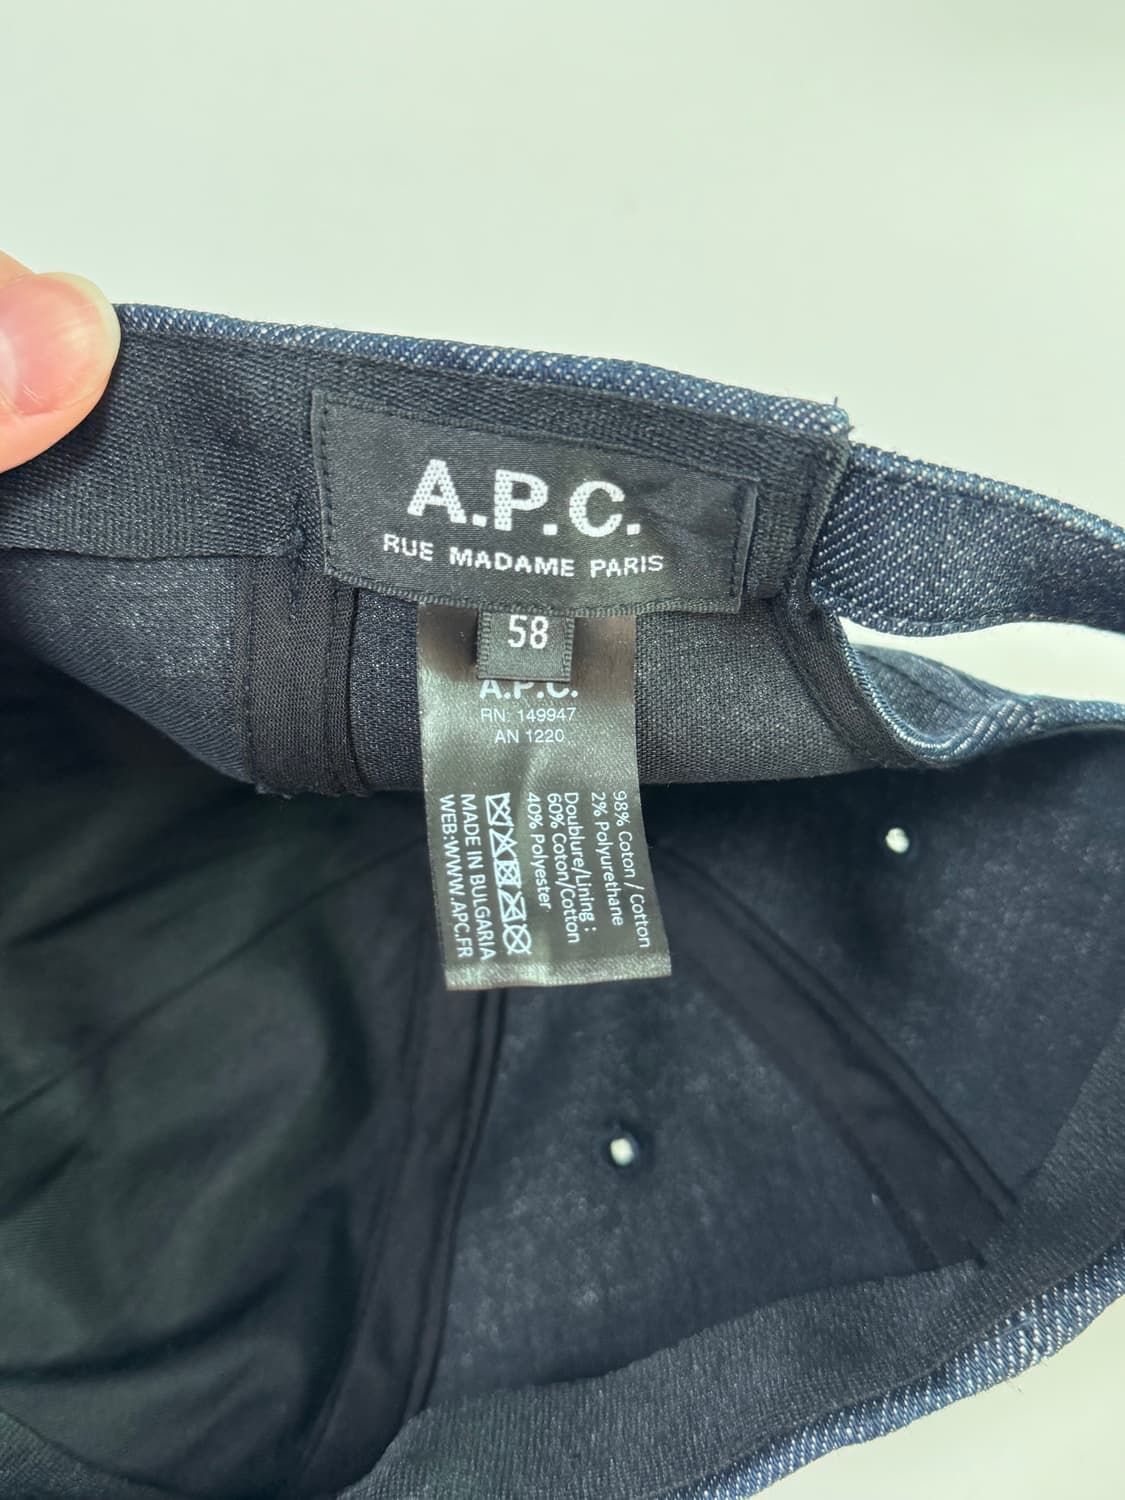 A.P.C.
RUE MADAME PARIS
58
A.P.C.
RN: 149947
AN 1220
98% Coton / Cotton
2% Polyurethane
Doublure/Lining :
60% Coton/Cotton
40% Polyester
MADE IN BULGARIA
WEB:WWW.APC.FR